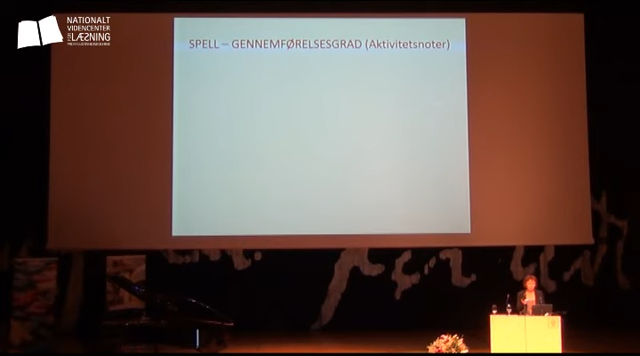 NATIONALT
VIDENCENTER
FOR LÆSNING
SPELL – GENNEMFØRELSESGRAD (Aktivitetsnoter)